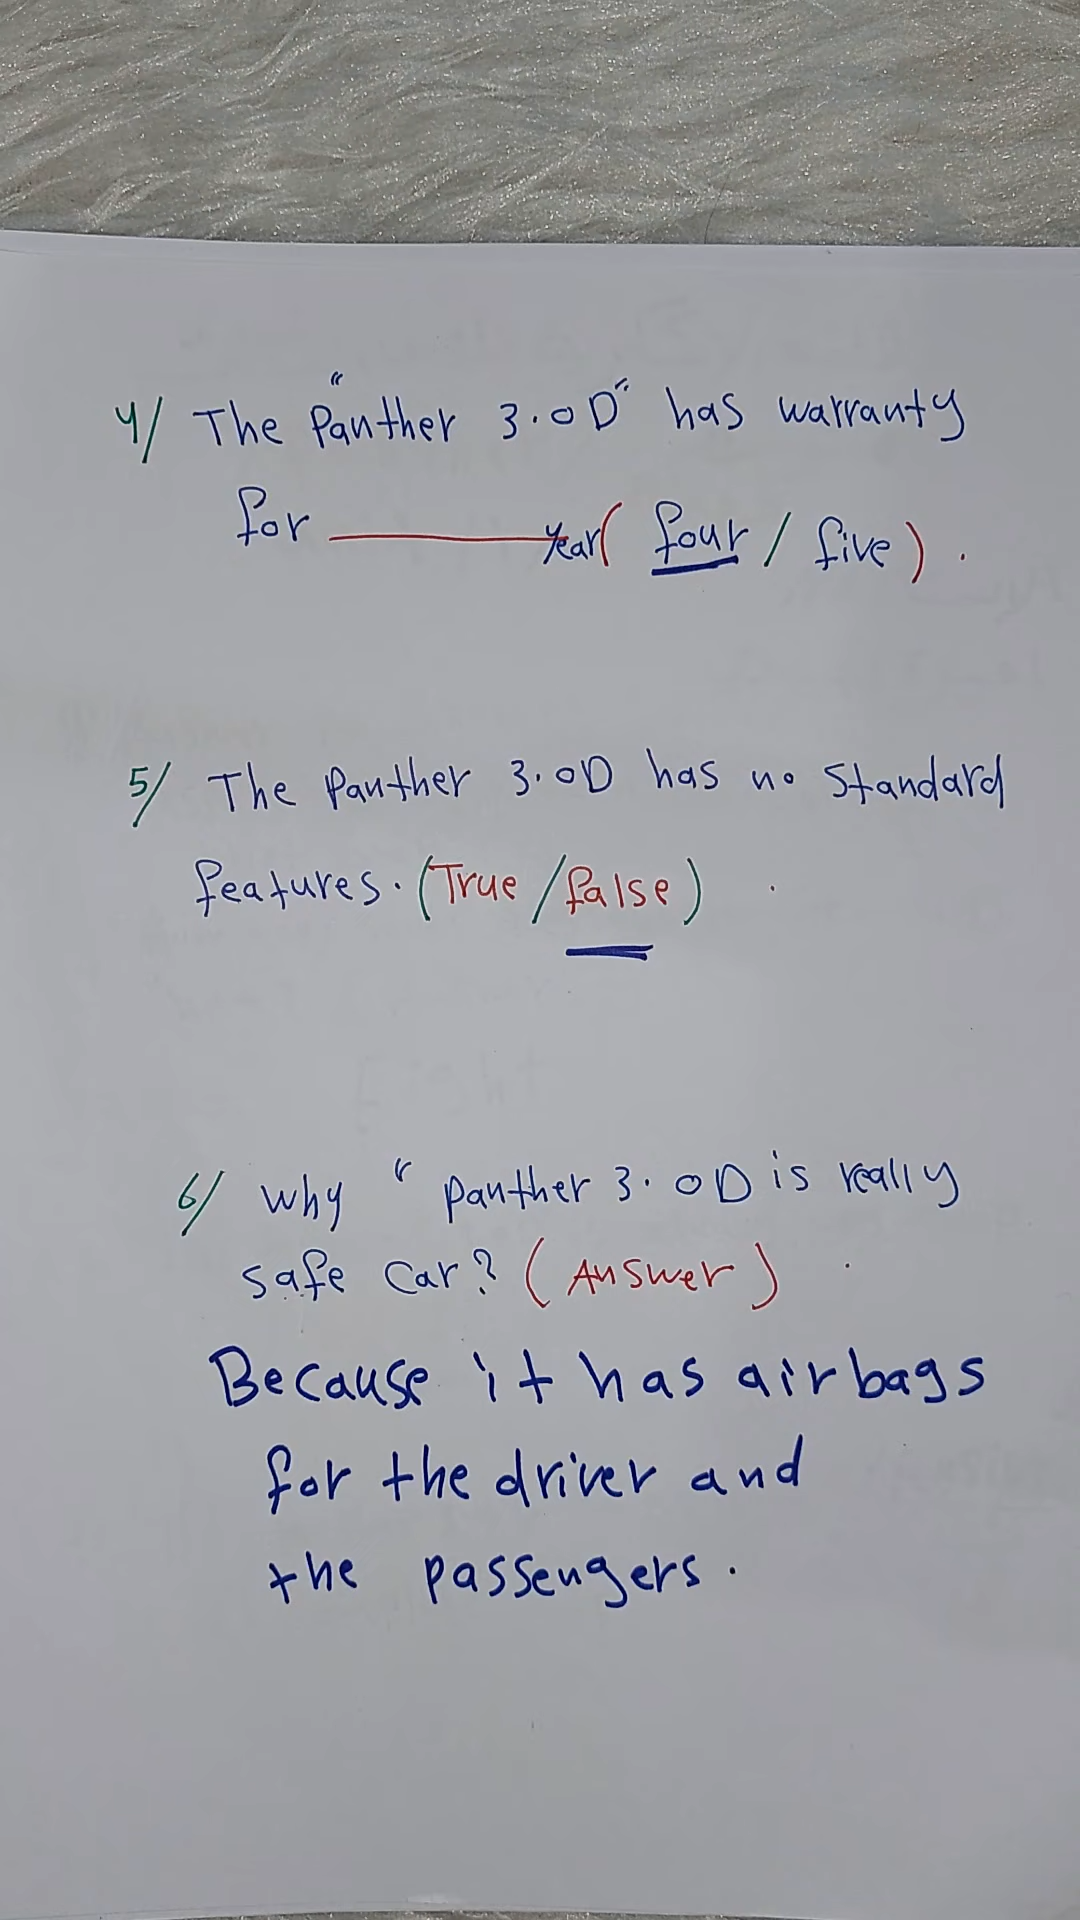 4/ The "Panther 3.0D" has warranty
for ________ year( four / five ) .
5/ The Panther 3.0D has no Standard
features. (True / false) .
6/ why " panther 3.0D is really
safe car? ( Answer ) .
Because it has airbags
for the driver and
the passengers .